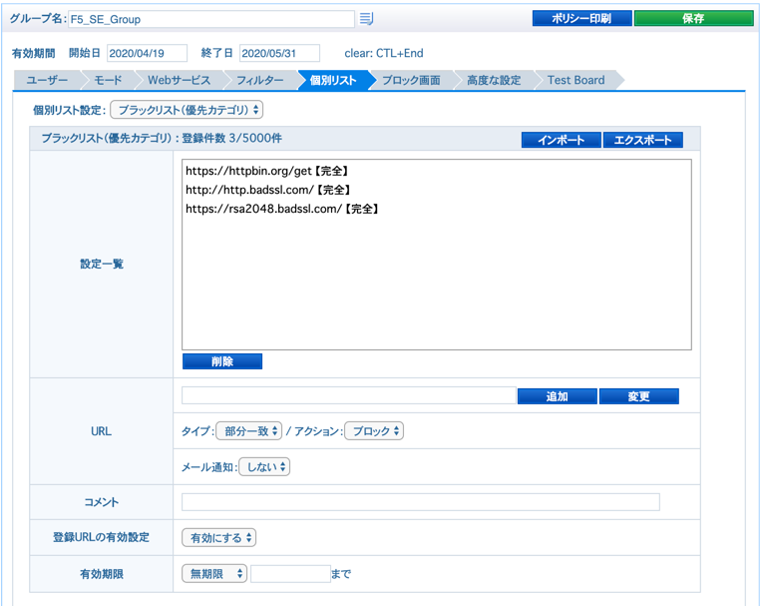 グループ名: F5_SE_Group ポリシー印刷 保存
有効期間 開始日 2020/04/19 終了日 2020/05/31 clear: CTL+End
ユーザー モード Webサービス フィルター 個別リスト ブロック画面 高度な設定 Test Board
個別リスト設定: ブラックリスト(優先カテゴリ)
ブラックリスト(優先カテゴリ) : 登録件数 3/5000件 インポート エクスポート
設定一覧
https://httpbin.org/get【完全】
http://http.badssl.com/【完全】
https://rsa2048.badssl.com/【完全】
削除
URL
追加 変更
タイプ: 部分一致 / アクション: ブロック
メール通知: しない
コメント
登録URLの有効設定 有効にする
有効期限 無期限 まで